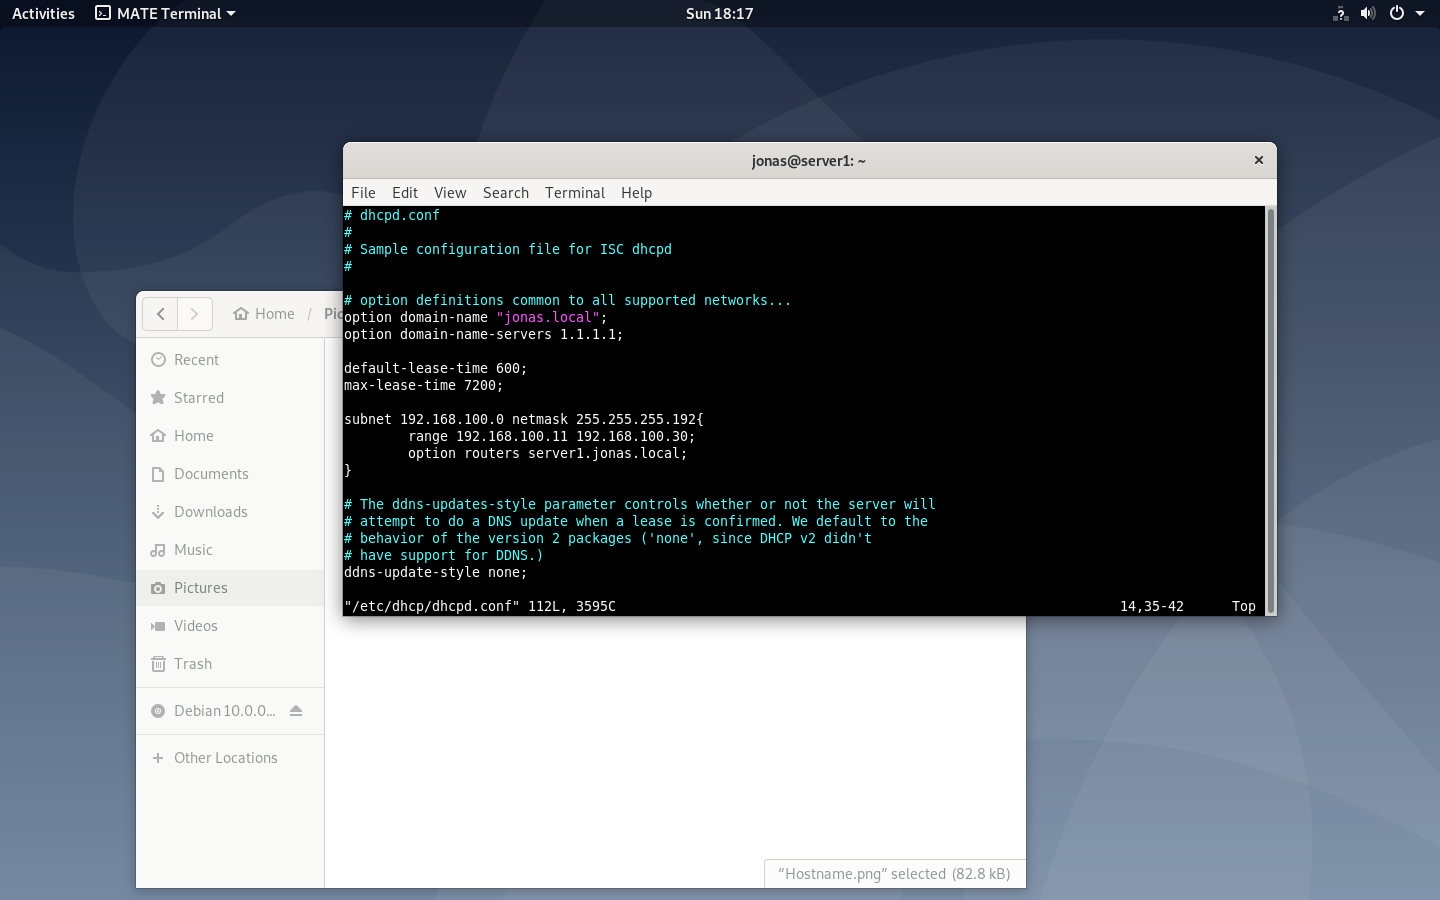 Activities MATE Terminal Sun 18:17
jonas@server1: ~
File Edit View Search Terminal Help
# dhcpd.conf
#
# Sample configuration file for ISC dhcpd
#
# option definitions common to all supported networks...
option domain-name "jonas.local";
option domain-name-servers 1.1.1.1;
default-lease-time 600;
max-lease-time 7200;
subnet 192.168.100.0 netmask 255.255.255.192{
        range 192.168.100.11 192.168.100.30;
        option routers server1.jonas.local;
}
# The ddns-updates-style parameter controls whether or not the server will
# attempt to do a DNS update when a lease is confirmed. We default to the
# behavior of the version 2 packages ('none', since DHCP v2 didn't
# have support for DDNS.)
ddns-update-style none;
"/etc/dhcp/dhcpd.conf" 112L, 3595C 14,35-42 Top
Home / Pic
Recent
Starred
Home
Documents
Downloads
Music
Pictures
Videos
Trash
Debian 10.0.0...
+ Other Locations
“Hostname.png” selected (82.8 kB)